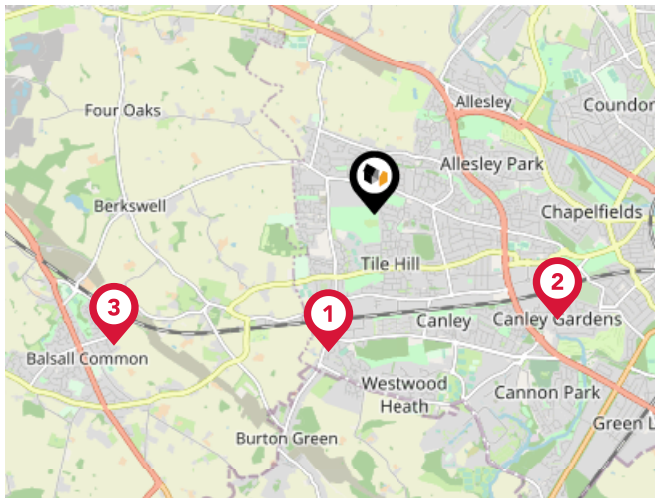 Allesley
Coundon
Four Oaks
Allesley Park
Berkswell
Chapelfields
Tile Hill
2
3
1
Canley
Canley Gardens
Balsall Common
Westwood
Heath
Cannon Park
Green L
Burton Green